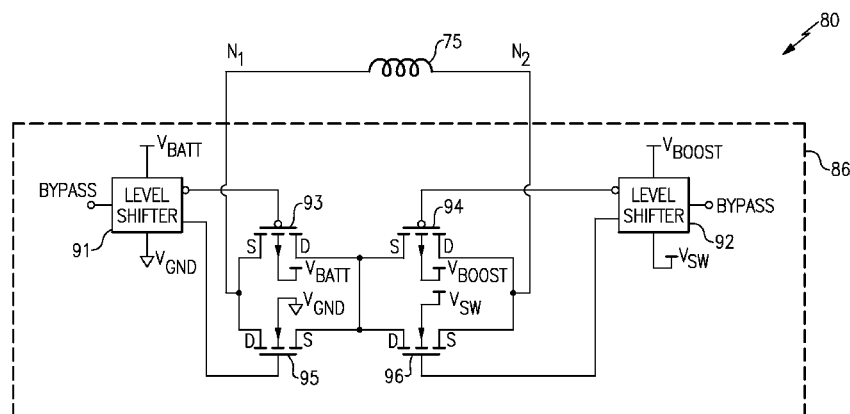 80
75
N1
N2
86
VBATT
VBOOST
BYPASS
LEVEL
SHIFTER
91
VGND
93
94
LEVEL
SHIFTER
BYPASS
92
VSW
S
D
VBATT
S
D
VBOOST
VGND
VSW
D
S
95
D
S
96